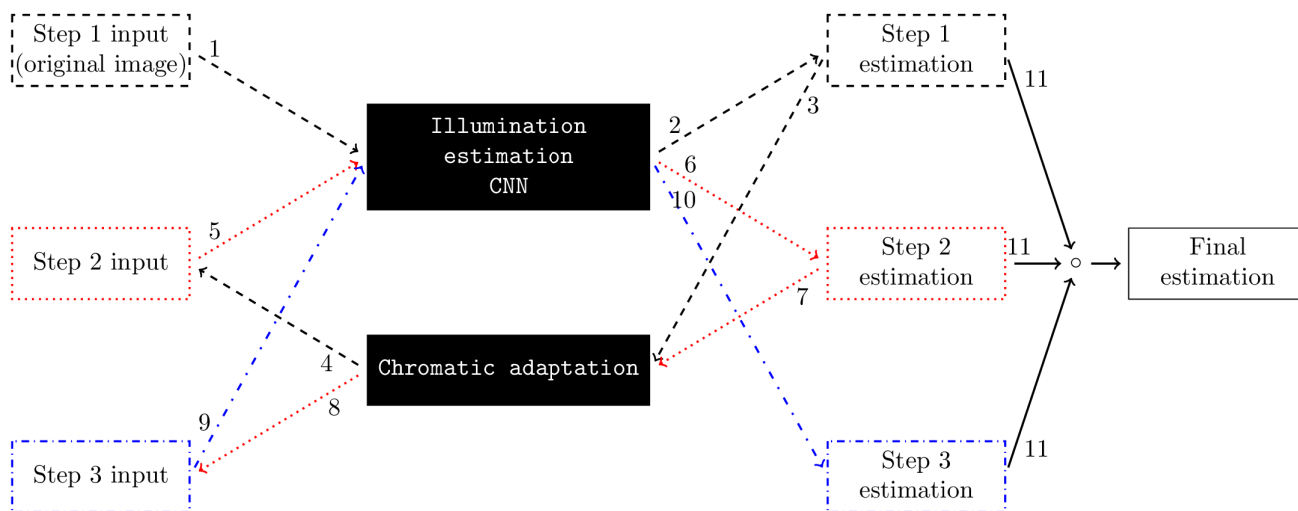 Step 1 input
(original image)
1
Illumination
estimation
CNN
2
Step 1
estimation
3
11
6
10
Step 2 input
5
Step 2
estimation
11
Final
estimation
7
Chromatic adaptation
4
8
9
Step 3 input
Step 3
estimation
11